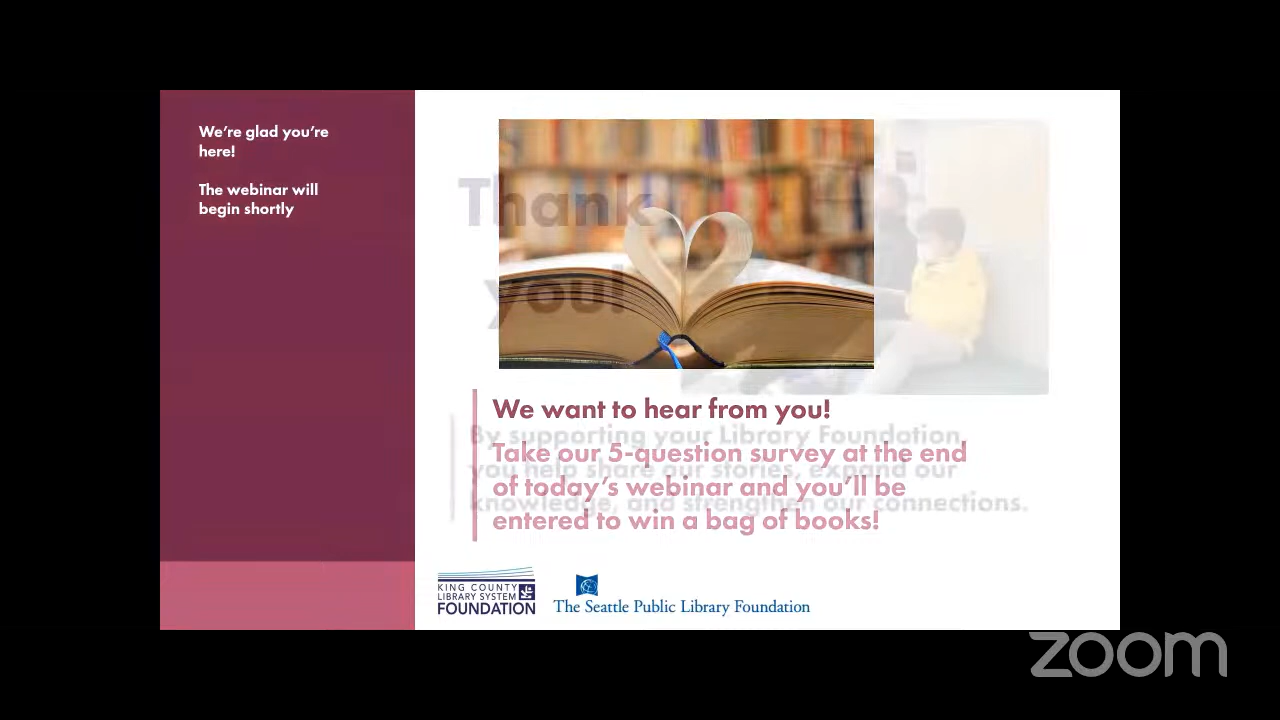 We're glad you're
here!
The webinar will
begin shortly
Thank
you!
We want to hear from you!
Take our 5-question survey at the end
of today's webinar and you'll be
entered to win a bag of books!
By supporting your Library Foundation,
you help share our stories, expand our
knowledge, and strengthen our connections.
KING COUNTY
LIBRARY SYSTEM
FOUNDATION
The Seattle Public Library Foundation
zoom